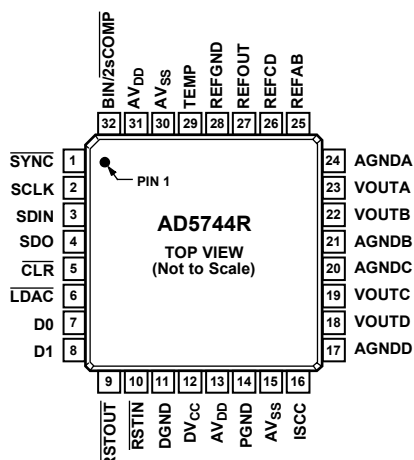 BIN/2sCOMP
AVDD
AVSS
TEMP
REFGND
REFOUT
REFCD
REFAB
32 31 30 29 28 27 26 25
SYNC 1
SCLK 2
SDIN 3
SDO 4
CLR 5
LDAC 6
D0 7
D1 8
PIN 1
AD5744R
TOP VIEW
(Not to Scale)
24 AGNDA
23 VOUTA
22 VOUTB
21 AGNDB
20 AGNDC
19 VOUTC
18 VOUTD
17 AGNDD
9 10 11 12 13 14 15 16
RSTOUT
RSTIN
DGND
DVCC
AVDD
PGND
AVSS
ISCC